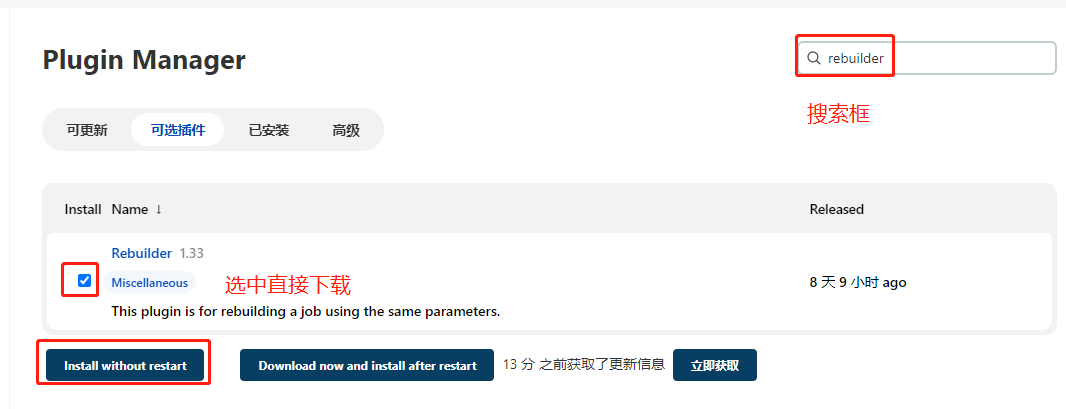 Plugin Manager
rebuilder
搜索框
可更新 可选插件 已安装 高级
Install Name ↓ Released
Rebuilder 1.33
Miscellaneous
选中直接下载
8 天 9 小时 ago
This plugin is for rebuilding a job using the same parameters.
Install without restart Download now and install after restart 13 分 之前获取了更新信息 立即获取